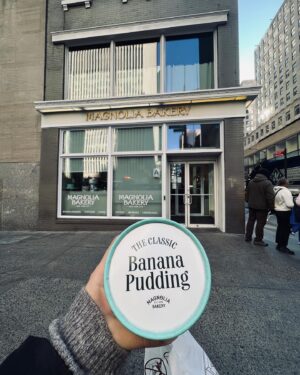 MAGNOLIA BAKERY
MAGNOLIA
BAKERY
MAGNOLIA
BAKERY
THE CLASSIC
Banana
Pudding
MAGNOLIA
BAKERY